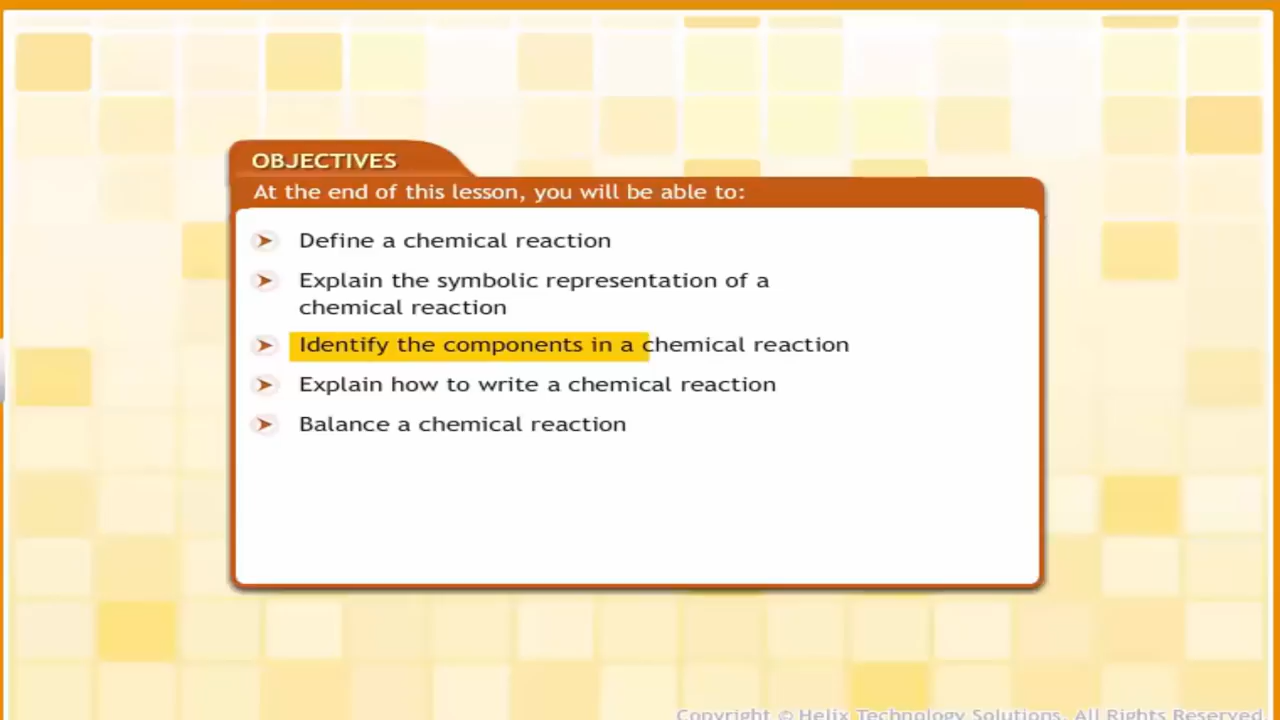 OBJECTIVES
At the end of this lesson, you will be able to:
➤ Define a chemical reaction
➤ Explain the symbolic representation of a
chemical reaction
➤ Identify the components in a chemical reaction
➤ Explain how to write a chemical reaction
➤ Balance a chemical reaction
Copyright © Helix Technology Solutions. All Rights Reserved.